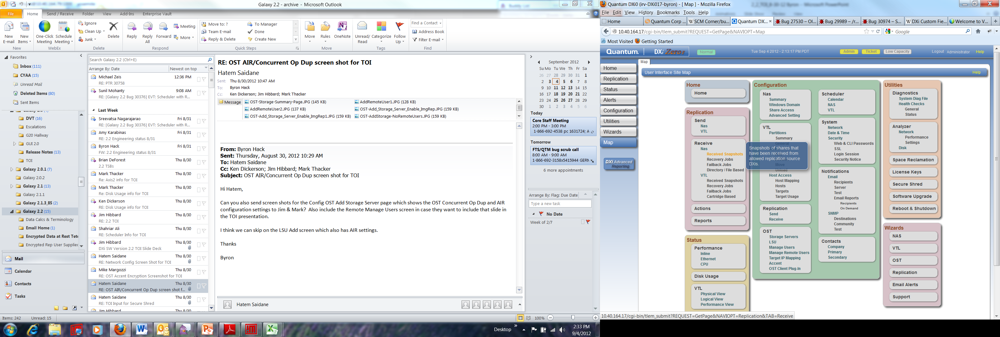 Galaxy 2.2 - archive - Microsoft Outlook
File Home Send / Receive Folder View Add-Ins Enterprise Vault
New E-mail
New Items
New
One-Click Meeting
Schedule Meeting
WebEx
Ignore
Clean Up
Junk
Delete
Delete
Reply
Reply All
Forward
Meeting
More
Respond
Move to: ?
Team E-mail
Reply & Delete
To Manager
Done
Create New
Quick Steps
Move
Rules
OneNote
Move
Unread/ Read
Categorize
Follow Up
Tags
Find a Contact
Address Book
Filter E-mail
Find
Favorites
Inbox (111)
CYAA (15)
Unread Mail
Deleted Items (80)
Sent Items
DVT (16)
Escalations
G20 Hallway
GUI 2.0
Release Notes (13)
TOI
Galaxy 2.0.1 (7)
Galaxy 2.0.2
Galaxy 2.1 (13)
Galaxy 2.1.1
Galaxy 2.1.3_85 (2)
Galaxy 2.2 (15)
Data Calcs & Terminology
Email Home (1)
Encrypted Data at Rest Tet
Encrypted Rep User Supplied
Mail
Calendar
Contacts
Tasks
Items: 242 Unread: 15
Search Galaxy 2.2 (Ctrl+E)
Arrange By: Date Newest on top
Michael Zeis 12:36 PM
RE: PTR 30758
Sunil Mohanty 9:08 AM
RE: [Galaxy 2.2 Bug 30376] EVT: Scheduler with R...
Last Week
Sreevatsa Nagarajarao Fri 8/31
RE: [Galaxy 2.2 Bug 30376] EVT: Scheduler with R...
Amy Karabinas Fri 8/31
RE: 2.2 Engineering status 8/31
Byron Hack Fri 8/31
FW: 2.2 Engineering status 8/31
Brian DeForest Thu 8/30
2.2 TSBs
Mark Thacker Thu 8/30
Re: Axis2 info for TOI
Mark Thacker Thu 8/30
Re: Disk Usage info for TOI
Ken Dickerson Thu 8/30
RE: Disk Usage info for TOI
Jim Hibbard Thu 8/30
RE: 2.2 TOI
Shahriar Ali Thu 8/30
RE: Scheduler Info for TOI
Jim Hibbard Thu 8/30
DXi SW Version 2.2 TOI Slide Deck
Hatem Saidane Thu 8/30
RE: Network Config Screen Shot for TOI
Mike Margozzi Thu 8/30
RE: OST Accent Encryption Screenshot for TOI
Hatem Saidane Thu 8/30
RE: OST AIR/Concurrent Op Dup screen shot f...
Hatem Saidane Thu 8/30
RE: TOI Input for Secure Shred
Jim Hibbard Thu 8/30
RE: OST AIR/Concurrent Op Dup screen shot for TOI
Hatem Saidane
Sent: Thu 8/30/2012 10:47 AM
To: Byron Hack
Cc: Ken Dickerson; Jim Hibbard; Mark Thacker
Message OST-Storage-Summary-Page.JPG (145 KB) AddRemoteUser1.JPG (128 KB)
AddRemoteUser2.JPG (137 KB) OST-Add_Storage_Server_Enable_ImgRep.JPG (159 KB)
OST-Add_Storage_Server_Enable_ImgRep1.JPG (159 KB) OST-AddStorage-NoRemoteUsers.JPG (159 KB)
From: Byron Hack
Sent: Thursday, August 30, 2012 10:29 AM
To: Hatem Saidane
Cc: Ken Dickerson; Jim Hibbard; Mark Thacker
Subject: OST AIR/Concurrent Op Dup screen shot for TOI
Hi Hatem,
Can you also send screen shots for the Config OST Add Storage Server page which shows the OST Concurrent Op Dup and AIR
configuration settings to Jim & Mark? Also include the Remote Manage Users screen in case they want to include that slide in
the TOI presentation.
I think we can skip on the LSU Add screen which also has AIR settings.
Thanks
Byron
Hatem Saidane
September 2012
Su Mo Tu We Th Fr Sa
26 27 28 29 30 31 1
2 3 4 5 6 7 8
9 10 11 12 13 14 15
16 17 18 19 20 21 22
23 24 25 26 27 28 29
30 1 2 3 4 5 6
Today
Core Staff Meeting
2:00 PM - 3:00 PM
1-866-692-4538 pc 1631724; A
Tomorrow
FTS/QTM bug scrub call
8:00 AM - 9:00 AM
1-866-692-3158x5415944 GERN
6 more appointments
Arrange By: Flag: Due Date
Type a new task
No Date
Week of 2/7
100%
Desktop
2:33 PM
9/4/2012
Quantum DXi0 (irv-DXi017-byron) - [ Map ] - Mozilla Firefox
File Edit View History Bookmarks Tools Help
Home Quantum Corp ... SCM Corner/bu... Quantum DX... Bug 27530 – Ol... Bug 29989 – /r... Bug 30974 – S... DXi Custom Fie... Welcome to V...
10.40.164.17/cgi-bin/tlem_submit?REQUEST=GetPage&NAVIOPT=Map
Google
Most Visited Getting Started
Quantum. DXi Zero
Normal
Tue Sep 4 2012 - 2:13:17 PM PDT
Admin Ticket Low Capacity
Logout Administrator Help
Map
User Interface Site Map Help
Home
Replication
Status
Alerts
Configuration
Utilities
Wizards
Map
DXi Advanced Reporting
Home
Home
Replication
Send
Nas
VTL
Receive
Nas
Received Snapshots
Recovery Jobs
Failback Jobs
Directory / File Based
VTL
Received Snapshots
Recovery Jobs
Failback Jobs
Cartridge Based
Actions
Reports
Status
Performance
Inline
Ethernet
CPU
Disk Usage
VTL
Physical View
Logical View
Performance View
Configuration
Nas
Summary
Windows Domain
Share Access
Advanced Setting
VTL
Partitions
Summary
General
Snapshots of shares that
have been received from
allowed replication source
DXis.
Move
Unload
Host Access
Host Mapping
Hosts
Targets
Target Usage
Replication
Send
Receive
OST
Storage Servers
LSU
Manage Users
Manage Remote Users
Target IP Mapping
Accent
OST Client Plug-In
Scheduler
Calendar
NAS
VTL
System
Network
Date & Time
Security
Web & CLI Passwords
SSL
Login Session
Security Notice
Notifications
Email
Recipients
Server
Test
Email Reports
Recipients
On Demand
SNMP
Destinations
Community
Test
Contacts
Company
Primary
Secondary
Utilities
Diagnostics
System Diag File
Health Checks
General
Status
Analyzer
Network
Performance
Settings
Disk
Space Reclamation
License Keys
Secure Shred
Software Upgrade
Reboot & Shutdown
Wizards
NAS
VTL
OST
Replication
Email Alerts
Support
10.40.164.17/cgi-bin/tlem_submit?REQUEST=GetPage&NAVIOPT=Replication&TAB=Receive